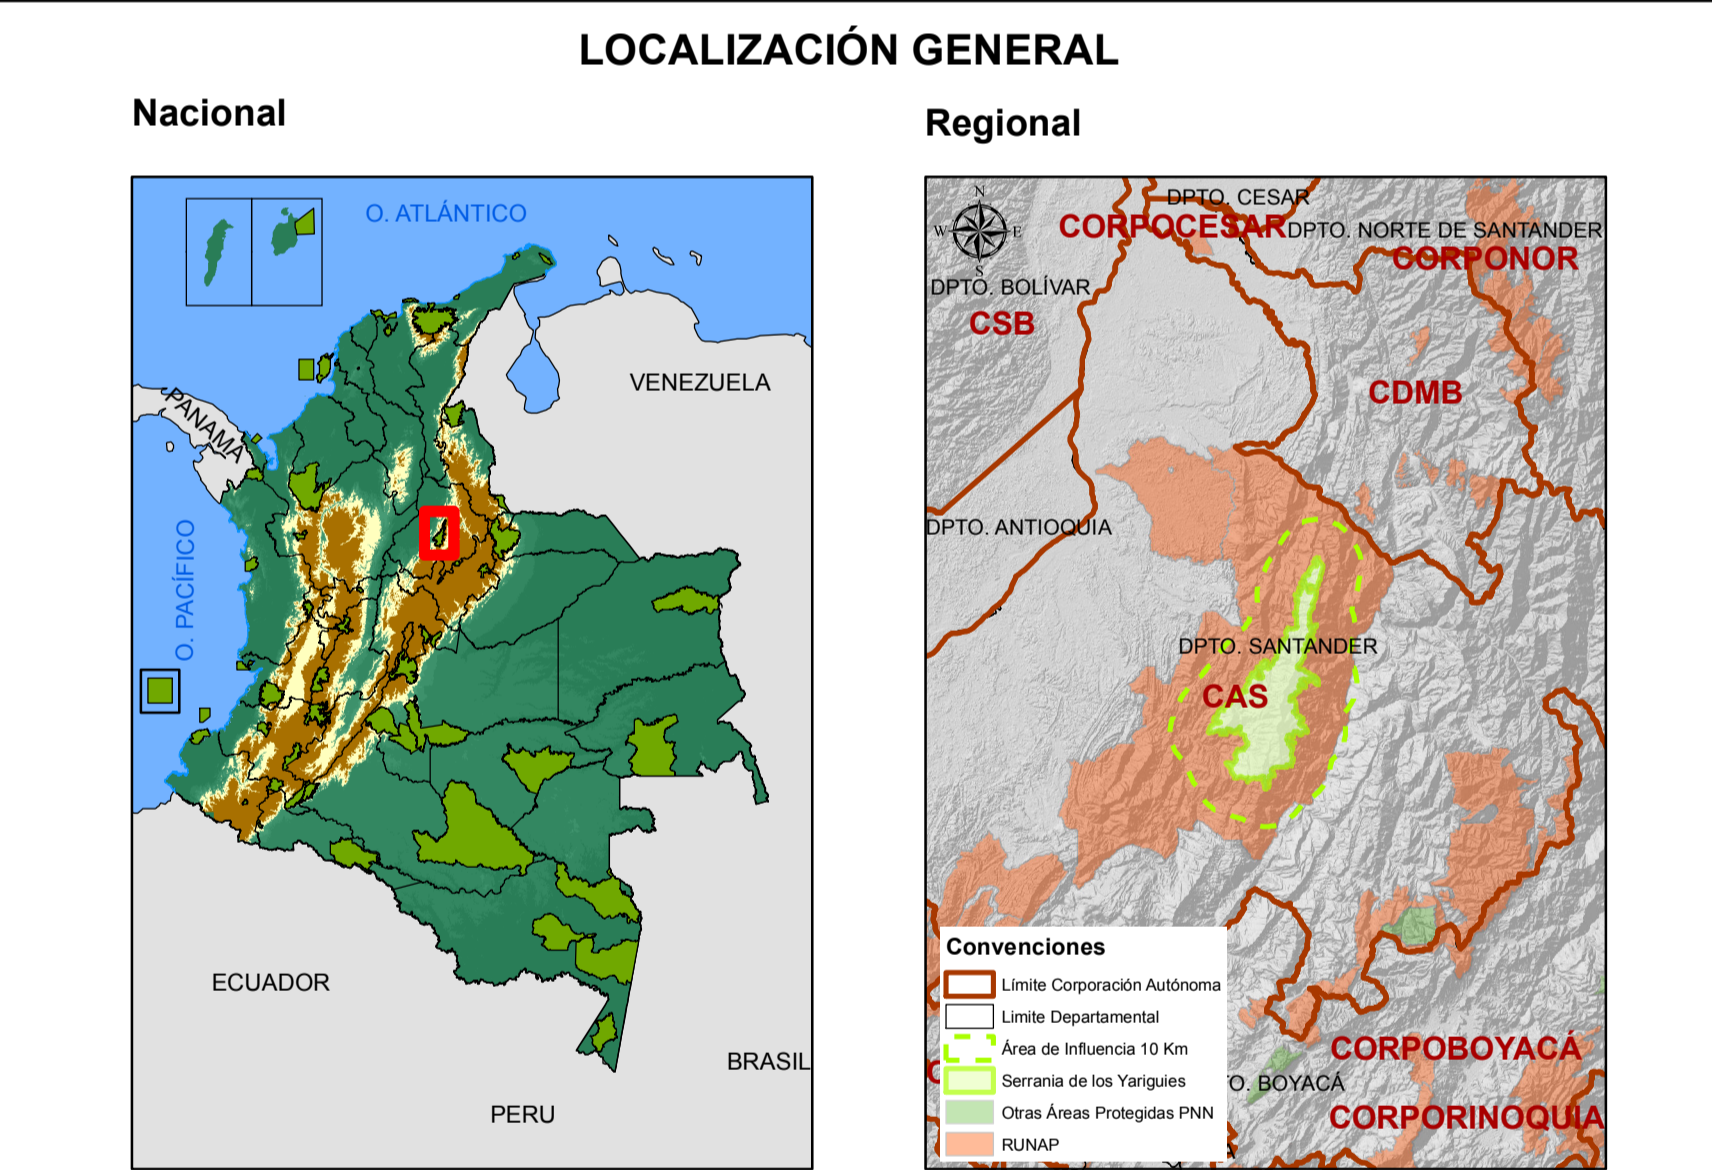 LOCALIZACIÓN GENERAL
Nacional
Regional
O. ATLÁNTICO
VENEZUELA
PANAMA
O. PACÍFICO
ECUADOR
BRASIL
PERU
N
W
E
S
DPTO. CESAR
CORPOCESAR
DPTO. NORTE DE SANTANDER
CORPONOR
DPTO. BOLÍVAR
CSB
CDMB
DPTO. ANTIOQUIA
DPTO. SANTANDER
CAS
CORPOBOYACÁ
TO. BOYACÁ
CORPORINOQUIA
Convenciones
Límite Corporación Autónoma
Limite Departamental
Área de Influencia 10 Km
Serrania de los Yariguies
Otras Áreas Protegidas PNN
RUNAP